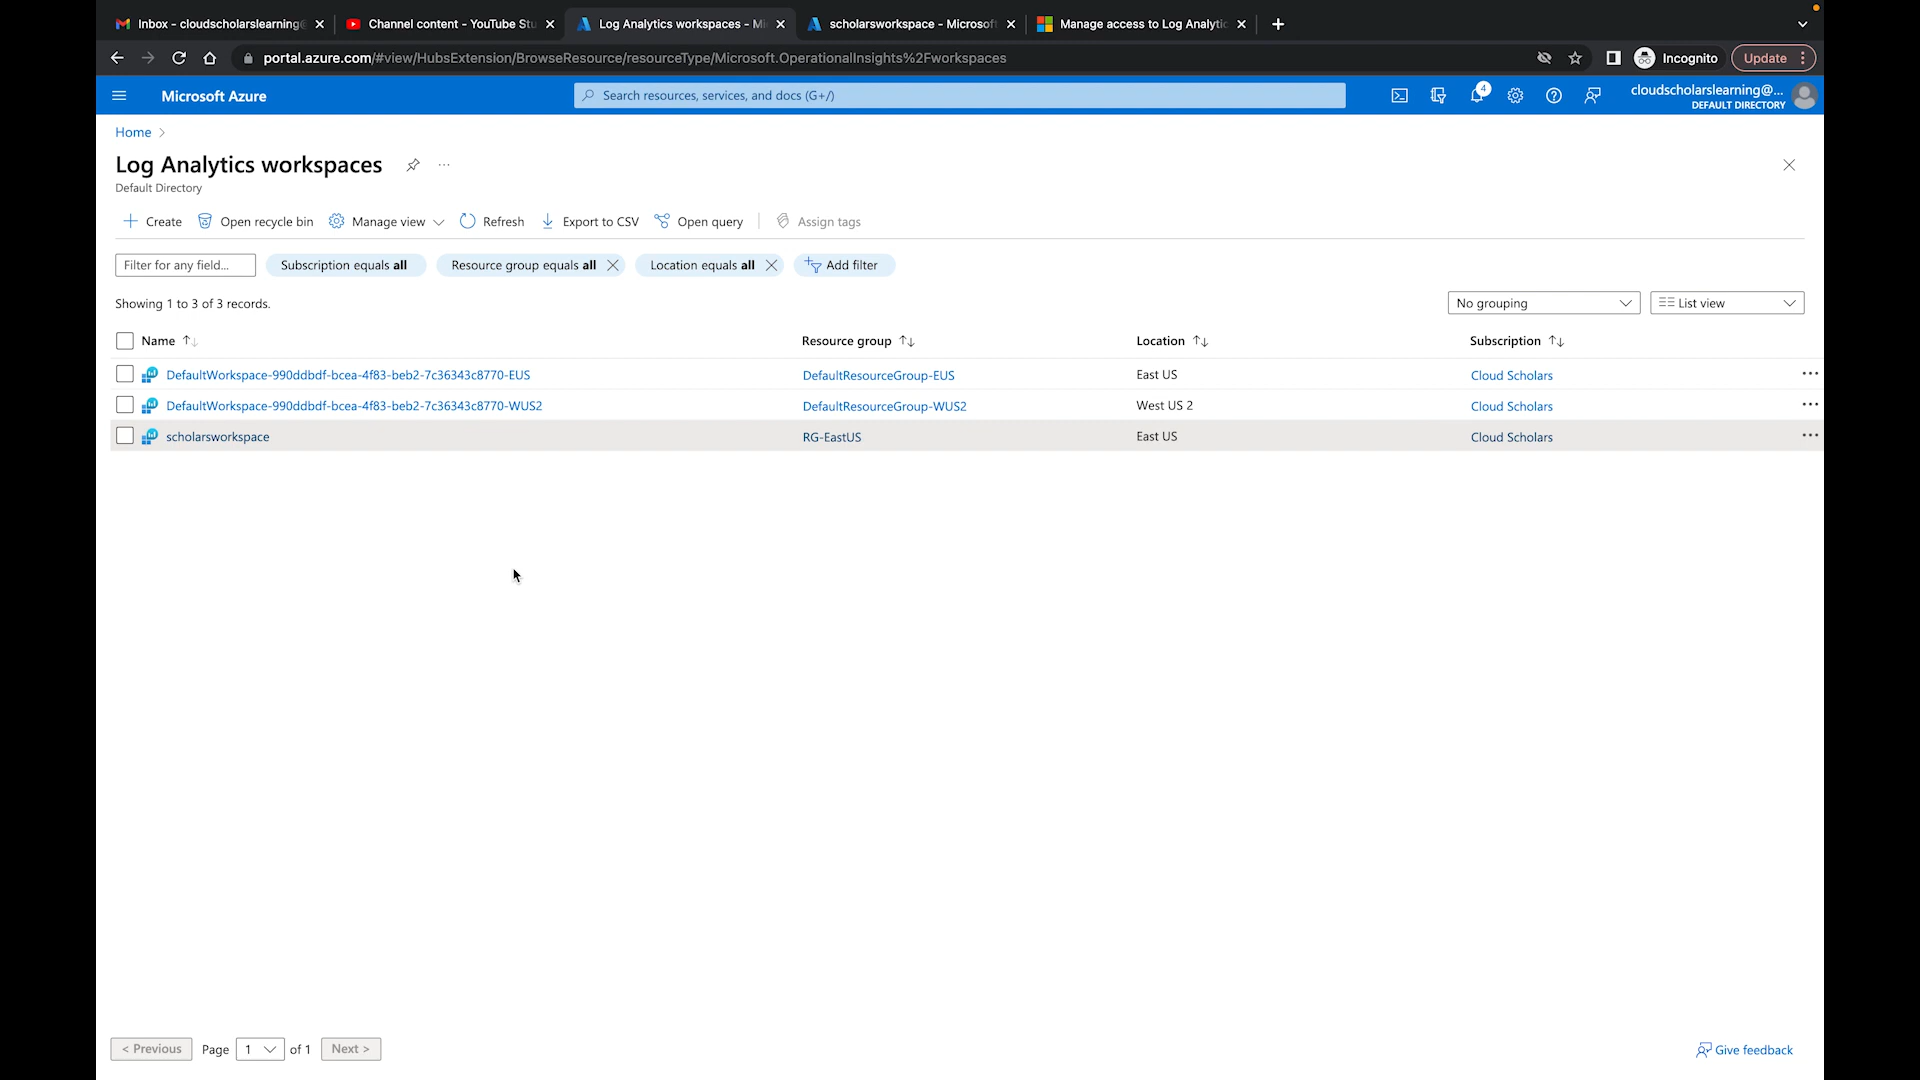 Inbox - cloudscholarslearning@
Channel content - YouTube Stu
Log Analytics workspaces - Mi
scholarsworkspace - Microsoft
Manage access to Log Analytic
portal.azure.com/#view/HubsExtension/BrowseResource/resourceType/Microsoft.OperationalInsights%2Fworkspaces
Incognito
Update
Microsoft Azure
Search resources, services, and docs (G+/)
4
cloudscholarslearning@...
DEFAULT DIRECTORY
Home
Log Analytics workspaces
Default Directory
Create
Open recycle bin
Manage view
Refresh
Export to CSV
Open query
Assign tags
Filter for any field...
Subscription equals all
Resource group equals all
Location equals all
Add filter
Showing 1 to 3 of 3 records.
No grouping
List view
Name
Resource group
Location
Subscription
DefaultWorkspace-990ddbdf-bcea-4f83-beb2-7c36343c8770-EUS
DefaultResourceGroup-EUS
East US
Cloud Scholars
DefaultWorkspace-990ddbdf-bcea-4f83-beb2-7c36343c8770-WUS2
DefaultResourceGroup-WUS2
West US 2
Cloud Scholars
scholarsworkspace
RG-EastUS
East US
Cloud Scholars
< Previous
Page
1
of 1
Next >
Give feedback